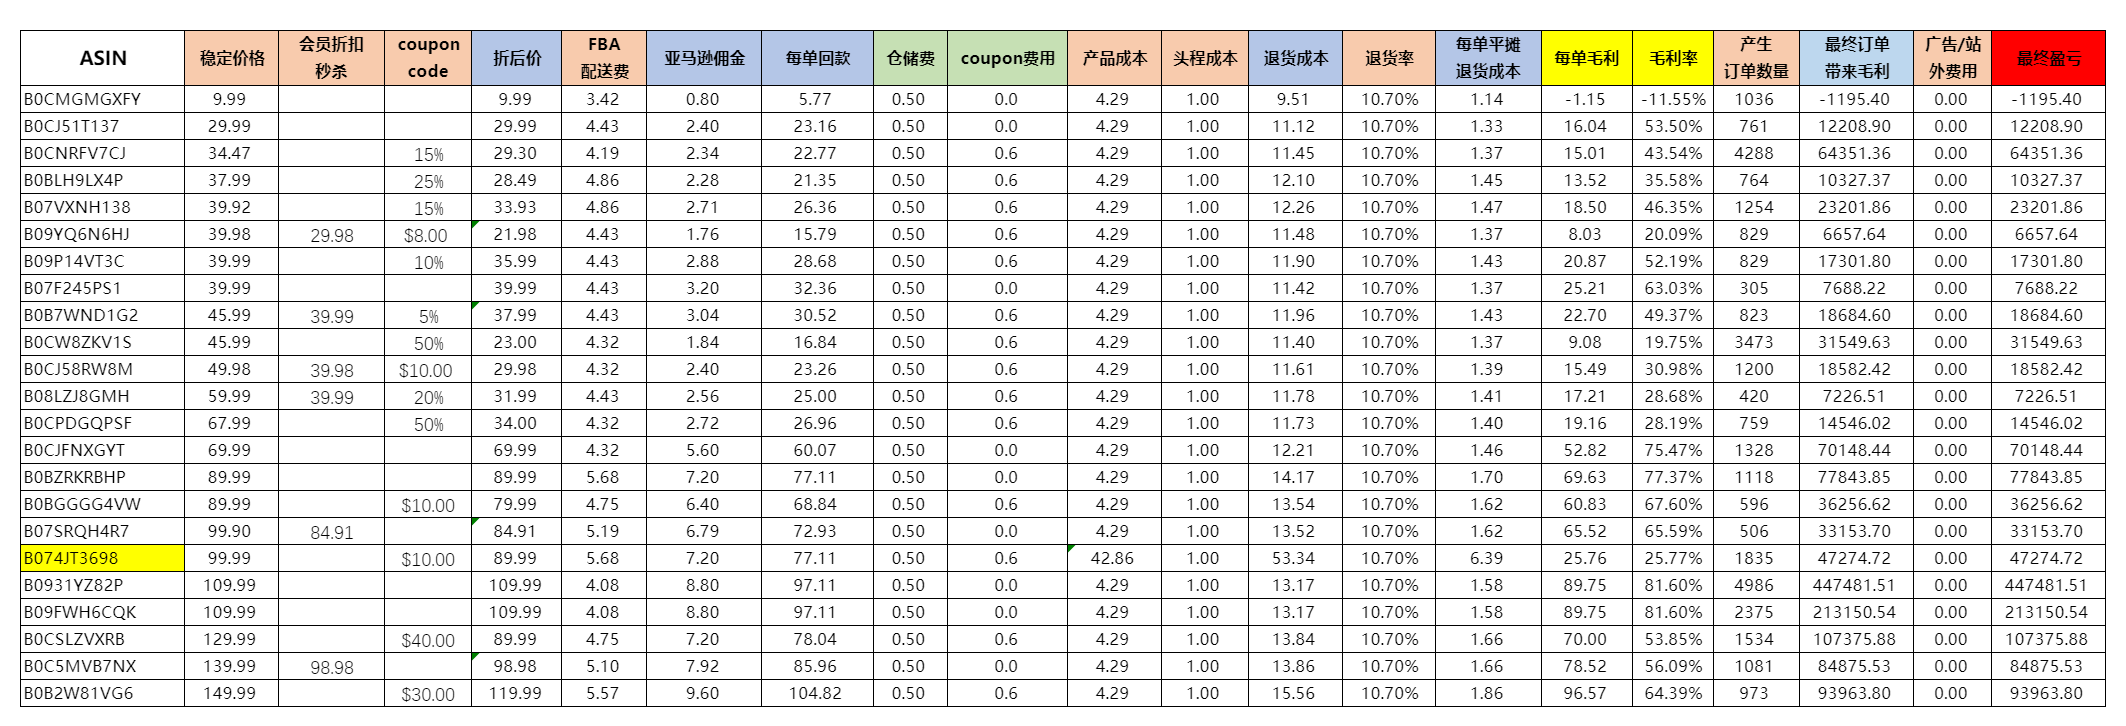 ASIN 稳定价格 会员折扣秒杀 coupon code 折后价 FBA配送费 亚马逊佣金 每单回款 仓储费 coupon费用 产品成本 头程成本 退货成本 退货率 每单平摊退货成本 每单毛利 毛利率 产生订单数量 最终订单带来毛利 广告/站外费用 最终盈亏
B0CMGMGXFY 9.99 9.99 3.42 0.80 5.77 0.50 0.0 4.29 1.00 9.51 10.70% 1.14 -1.15 -11.55% 1036 -1195.40 0.00 -1195.40
B0CJ51T137 29.99 29.99 4.43 2.40 23.16 0.50 0.0 4.29 1.00 11.12 10.70% 1.33 16.04 53.50% 761 12208.90 0.00 12208.90
B0CNRFV7CJ 34.47 15% 29.30 4.19 2.34 22.77 0.50 0.6 4.29 1.00 11.45 10.70% 1.37 15.01 43.54% 4288 64351.36 0.00 64351.36
B0BLH9LX4P 37.99 25% 28.49 4.86 2.28 21.35 0.50 0.6 4.29 1.00 12.10 10.70% 1.45 13.52 35.58% 764 10327.37 0.00 10327.37
B07VXNH138 39.92 15% 33.93 4.86 2.71 26.36 0.50 0.6 4.29 1.00 12.26 10.70% 1.47 18.50 46.35% 1254 23201.86 0.00 23201.86
B09YQ6N6HJ 39.98 29.98 $8.00 21.98 4.43 1.76 15.79 0.50 0.6 4.29 1.00 11.48 10.70% 1.37 8.03 20.09% 829 6657.64 0.00 6657.64
B09P14VT3C 39.99 10% 35.99 4.43 2.88 28.68 0.50 0.6 4.29 1.00 11.90 10.70% 1.43 20.87 52.19% 829 17301.80 0.00 17301.80
B07F245PS1 39.99 39.99 4.43 3.20 32.36 0.50 0.0 4.29 1.00 11.42 10.70% 1.37 25.21 63.03% 305 7688.22 0.00 7688.22
B0B7WND1G2 45.99 39.99 5% 37.99 4.43 3.04 30.52 0.50 0.6 4.29 1.00 11.96 10.70% 1.43 22.70 49.37% 823 18684.60 0.00 18684.60
B0CW8ZKV1S 45.99 50% 23.00 4.32 1.84 16.84 0.50 0.6 4.29 1.00 11.40 10.70% 1.37 9.08 19.75% 3473 31549.63 0.00 31549.63
B0CJ58RW8M 49.98 39.98 $10.00 29.98 4.32 2.40 23.26 0.50 0.6 4.29 1.00 11.61 10.70% 1.39 15.49 30.98% 1200 18582.42 0.00 18582.42
B08LZJ8GMH 59.99 39.99 20% 31.99 4.43 2.56 25.00 0.50 0.6 4.29 1.00 11.78 10.70% 1.41 17.21 28.68% 420 7226.51 0.00 7226.51
B0CPDGQPSF 67.99 50% 34.00 4.32 2.72 26.96 0.50 0.6 4.29 1.00 11.73 10.70% 1.40 19.16 28.19% 759 14546.02 0.00 14546.02
B0CJFNXGYT 69.99 69.99 4.32 5.60 60.07 0.50 0.0 4.29 1.00 12.21 10.70% 1.46 52.82 75.47% 1328 70148.44 0.00 70148.44
B0BZRKRBHP 89.99 89.99 5.68 7.20 77.11 0.50 0.0 4.29 1.00 14.17 10.70% 1.70 69.63 77.37% 1118 77843.85 0.00 77843.85
B0BGGGG4VW 89.99 $10.00 79.99 4.75 6.40 68.84 0.50 0.6 4.29 1.00 13.54 10.70% 1.62 60.83 67.60% 596 36256.62 0.00 36256.62
B07SRQH4R7 99.90 84.91 84.91 5.19 6.79 72.93 0.50 0.0 4.29 1.00 13.52 10.70% 1.62 65.52 65.59% 506 33153.70 0.00 33153.70
B074JT3698 99.99 $10.00 89.99 5.68 7.20 77.11 0.50 0.6 42.86 1.00 53.34 10.70% 6.39 25.76 25.77% 1835 47274.72 0.00 47274.72
B0931YZ82P 109.99 109.99 4.08 8.80 97.11 0.50 0.0 4.29 1.00 13.17 10.70% 1.58 89.75 81.60% 4986 447481.51 0.00 447481.51
B09FWH6CQK 109.99 109.99 4.08 8.80 97.11 0.50 0.0 4.29 1.00 13.17 10.70% 1.58 89.75 81.60% 2375 213150.54 0.00 213150.54
B0CSLZVXRB 129.99 $40.00 89.99 4.75 7.20 78.04 0.50 0.6 4.29 1.00 13.84 10.70% 1.66 70.00 53.85% 1534 107375.88 0.00 107375.88
B0C5MVB7NX 139.99 98.98 98.98 5.10 7.92 85.96 0.50 0.0 4.29 1.00 13.86 10.70% 1.66 78.52 56.09% 1081 84875.53 0.00 84875.53
B0B2W81VG6 149.99 $30.00 119.99 5.57 9.60 104.82 0.50 0.6 4.29 1.00 15.56 10.70% 1.86 96.57 64.39% 973 93963.80 0.00 93963.80